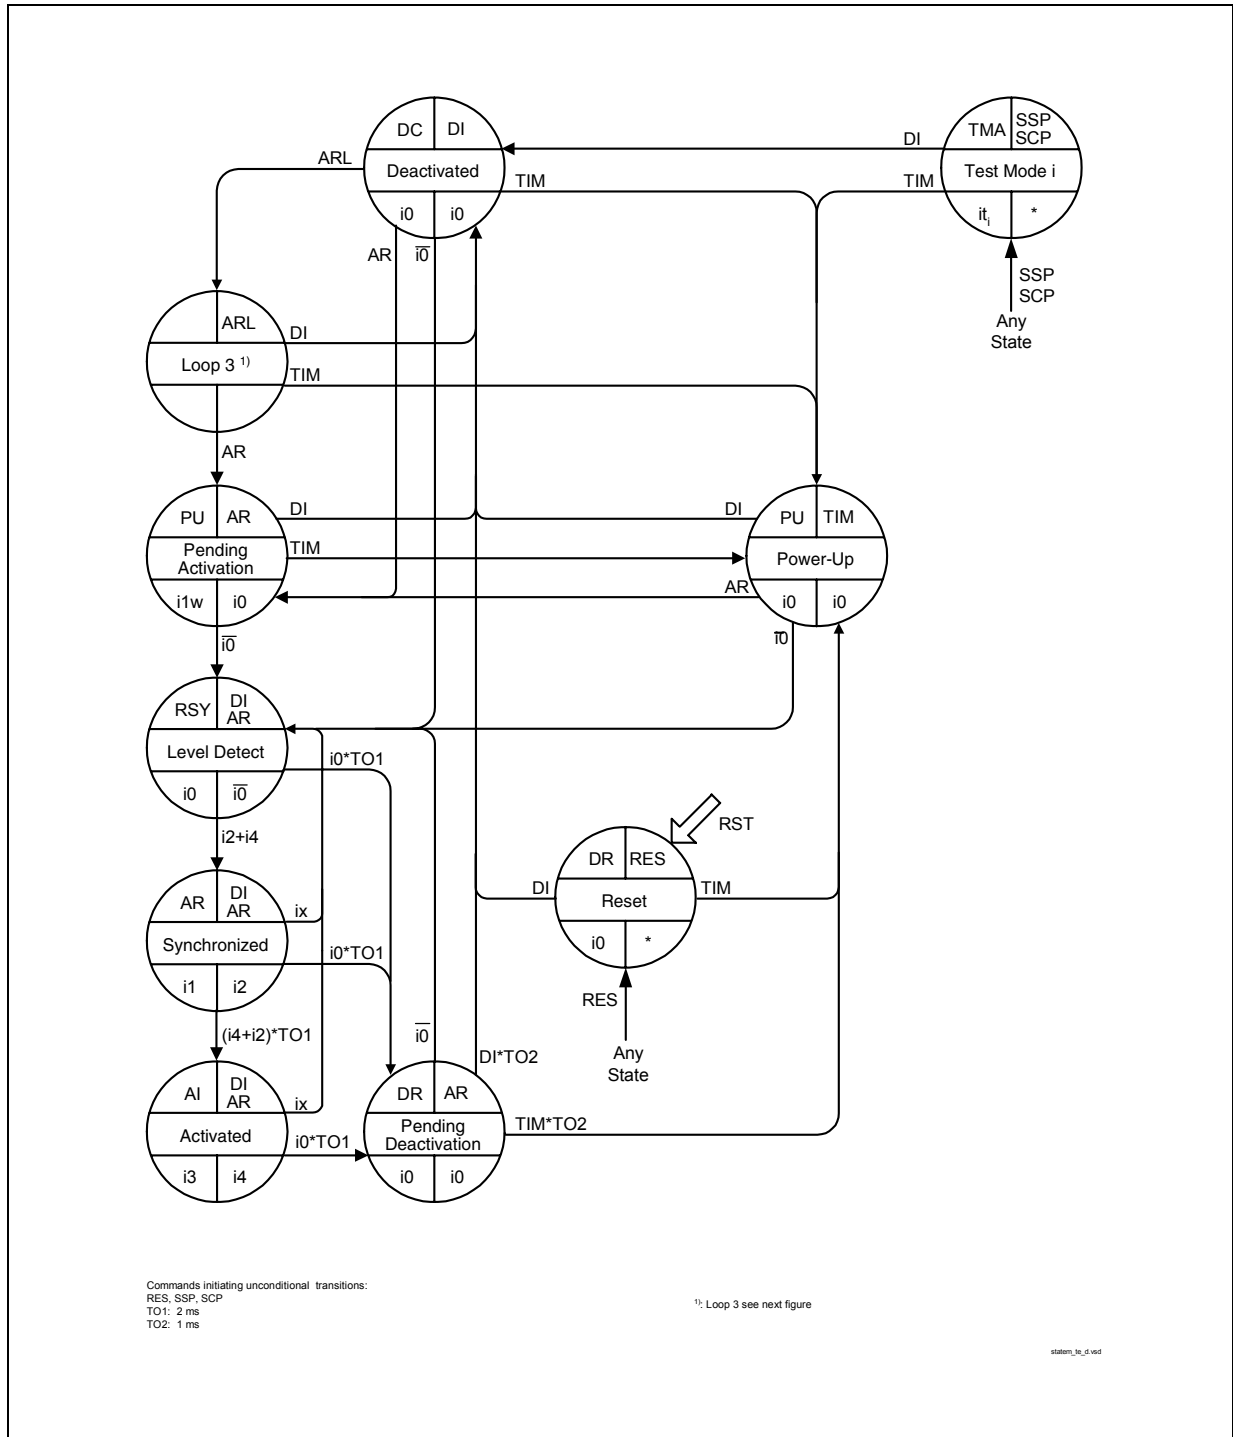 DC DI
Deactivated
i0 i0
TMA SSP
SCP
Test Mode i
it_i *
DI
TIM
ARL
TIM
AR i̅0̅
SSP
SCP
Any
State
ARL
Loop 3 1)
DI
TIM
AR
PU AR
Pending
Activation
i1w i0
DI
TIM
DI
PU TIM
Power-Up
i0 i0
AR
i̅0̅
i̅0̅
RSY DI
AR
Level Detect
i0 i̅0̅
i0*TO1
i2+i4
RST
DR RES
Reset
i0 *
DI
TIM
RES
Any
State
AR DI
AR
Synchronized
i1 i2
ix
i0*TO1
(i4+i2)*TO1
i̅0̅
DI*TO2
AI DI
AR
Activated
i3 i4
ix
i0*TO1
DR AR
Pending
Deactivation
i0 i0
TIM*TO2
Commands initiating unconditional transitions:
RES, SSP, SCP
TO1: 2 ms
TO2: 1 ms
1): Loop 3 see next figure
statem_te_d.vsd